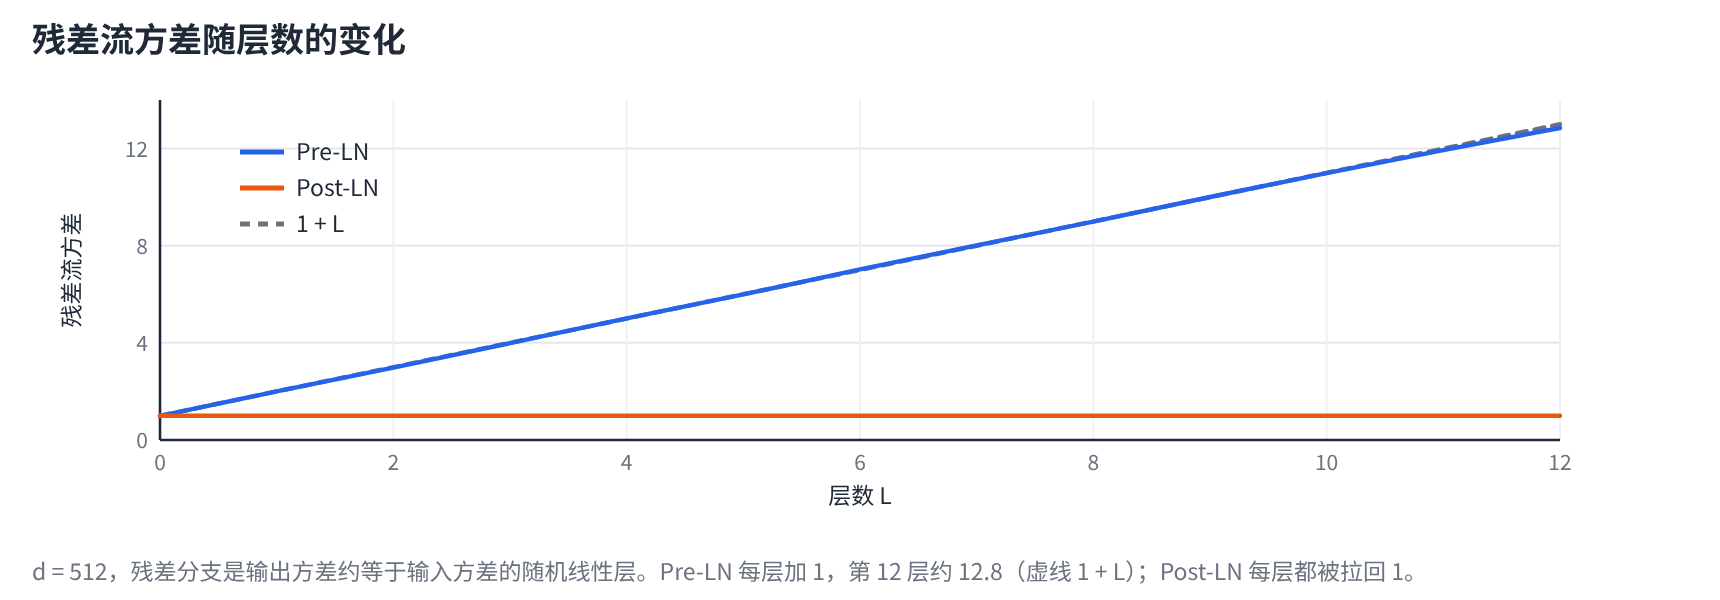 残差流方差随层数的变化
12
8
4
0
残差流方差
Pre-LN
Post-LN
1 + L
0 2 4 6 8 10 12
层数 L
d = 512，残差分支是输出方差约等于输入方差的随机线性层。Pre-LN 每层加 1，第 12 层约 12.8（虚线 1 + L）；Post-LN 每层都被拉回 1。